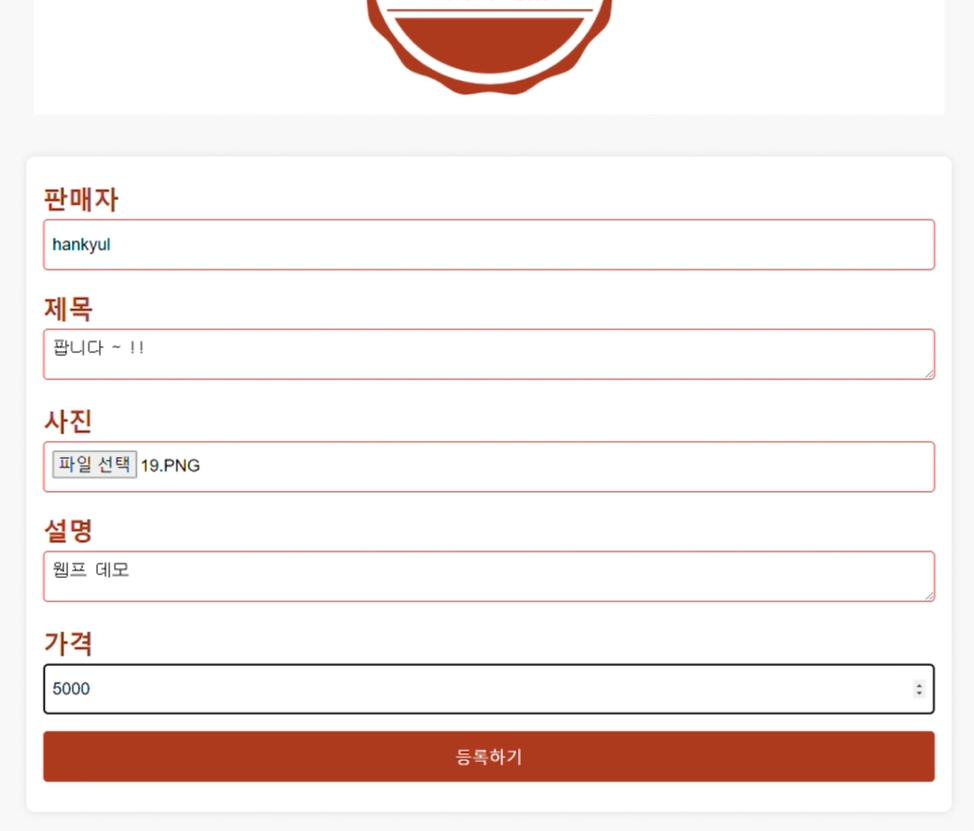 판매자
hankyul
제목
팝니다 ~ !!
사진
파일 선택 19.PNG
설명
웹프 데모
가격
5000
등록하기